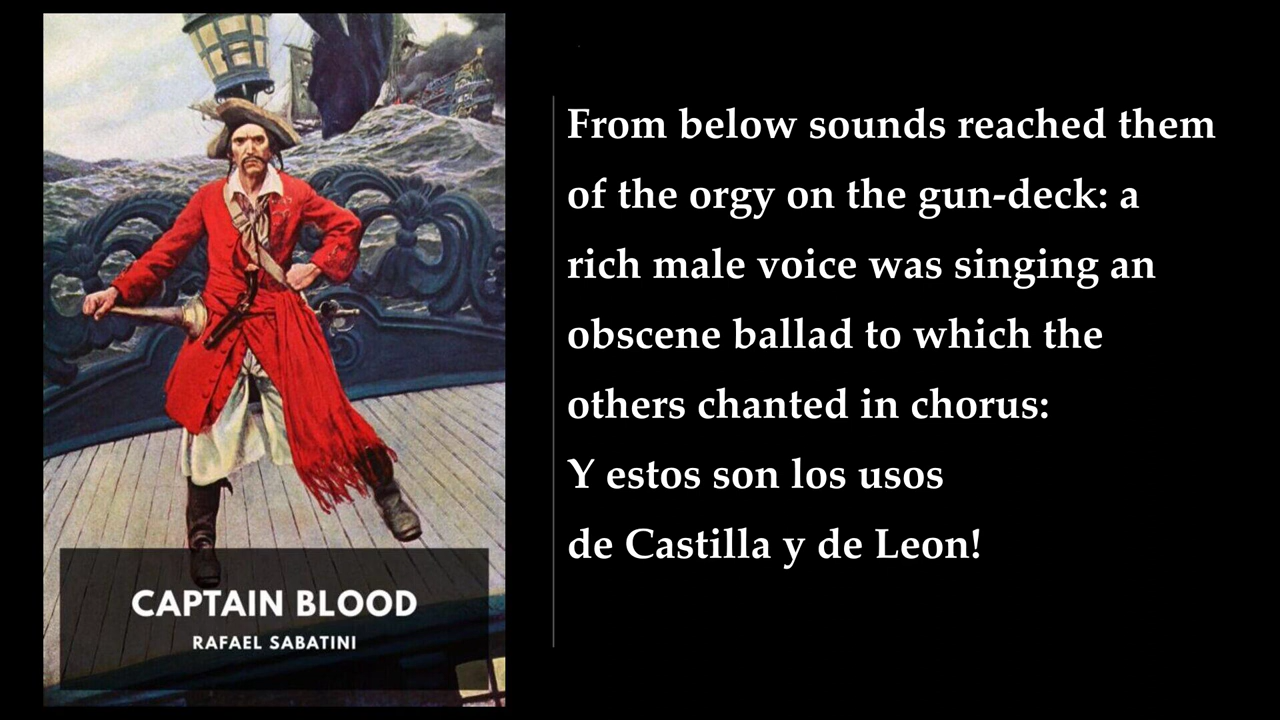 CAPTAIN BLOOD
RAFAEL SABATINI
From below sounds reached them
of the orgy on the gun-deck: a
rich male voice was singing an
obscene ballad to which the
others chanted in chorus:
Y estos son los usos
de Castilla y de Leon!